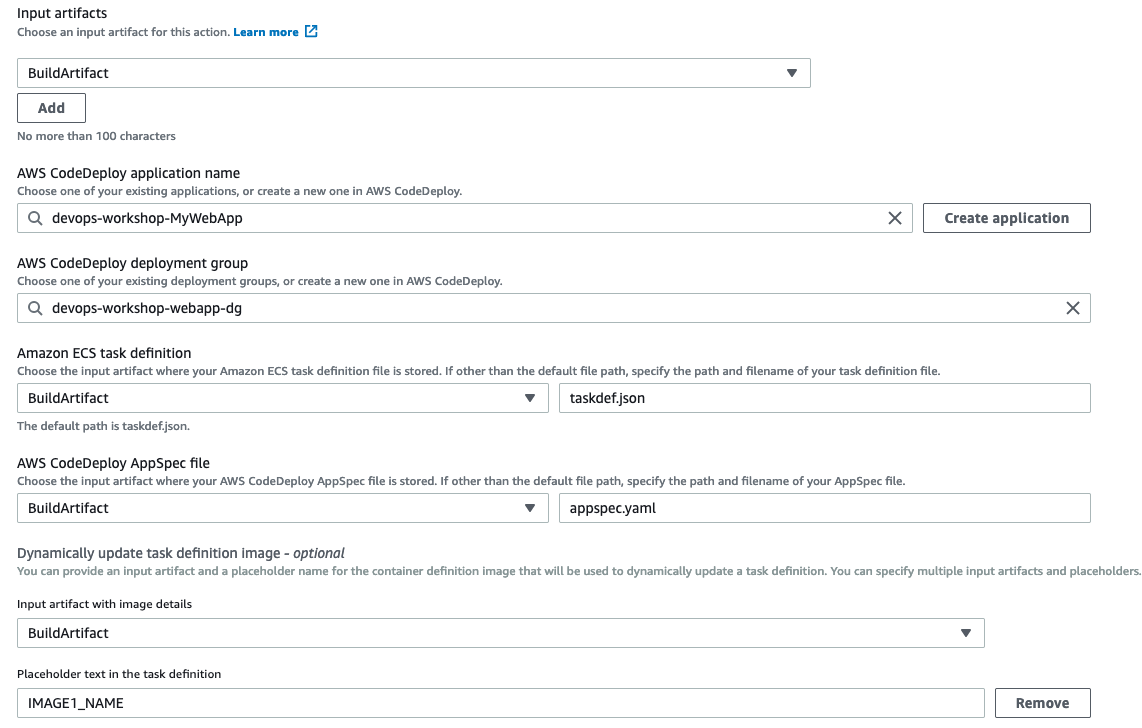 Input artifacts
Choose an input artifact for this action. Learn more
BuildArtifact
Add
No more than 100 characters
AWS CodeDeploy application name
Choose one of your existing applications, or create a new one in AWS CodeDeploy.
devops-workshop-MyWebApp
Create application
AWS CodeDeploy deployment group
Choose one of your existing deployment groups, or create a new one in AWS CodeDeploy.
devops-workshop-webapp-dg
Amazon ECS task definition
Choose the input artifact where your Amazon ECS task definition file is stored. If other than the default file path, specify the path and filename of your task definition file.
BuildArtifact
taskdef.json
The default path is taskdef.json.
AWS CodeDeploy AppSpec file
Choose the input artifact where your AWS CodeDeploy AppSpec file is stored. If other than the default file path, specify the path and filename of your AppSpec file.
BuildArtifact
appspec.yaml
Dynamically update task definition image - optional
You can provide an input artifact and a placeholder name for the container definition image that will be used to dynamically update a task definition. You can specify multiple input artifacts and placeholders.
Input artifact with image details
BuildArtifact
Placeholder text in the task definition
IMAGE1_NAME
Remove